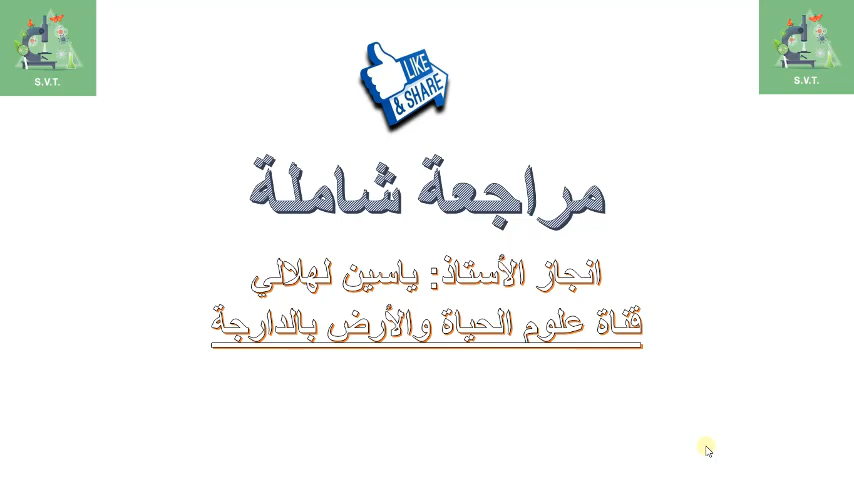 S.V.T.
S.V.T.
LIKE
& SHARE
مراجعة شاملة
انجاز الأستاذ: ياسين لهلالي
قناة علوم الحياة والأرض بالدارجة